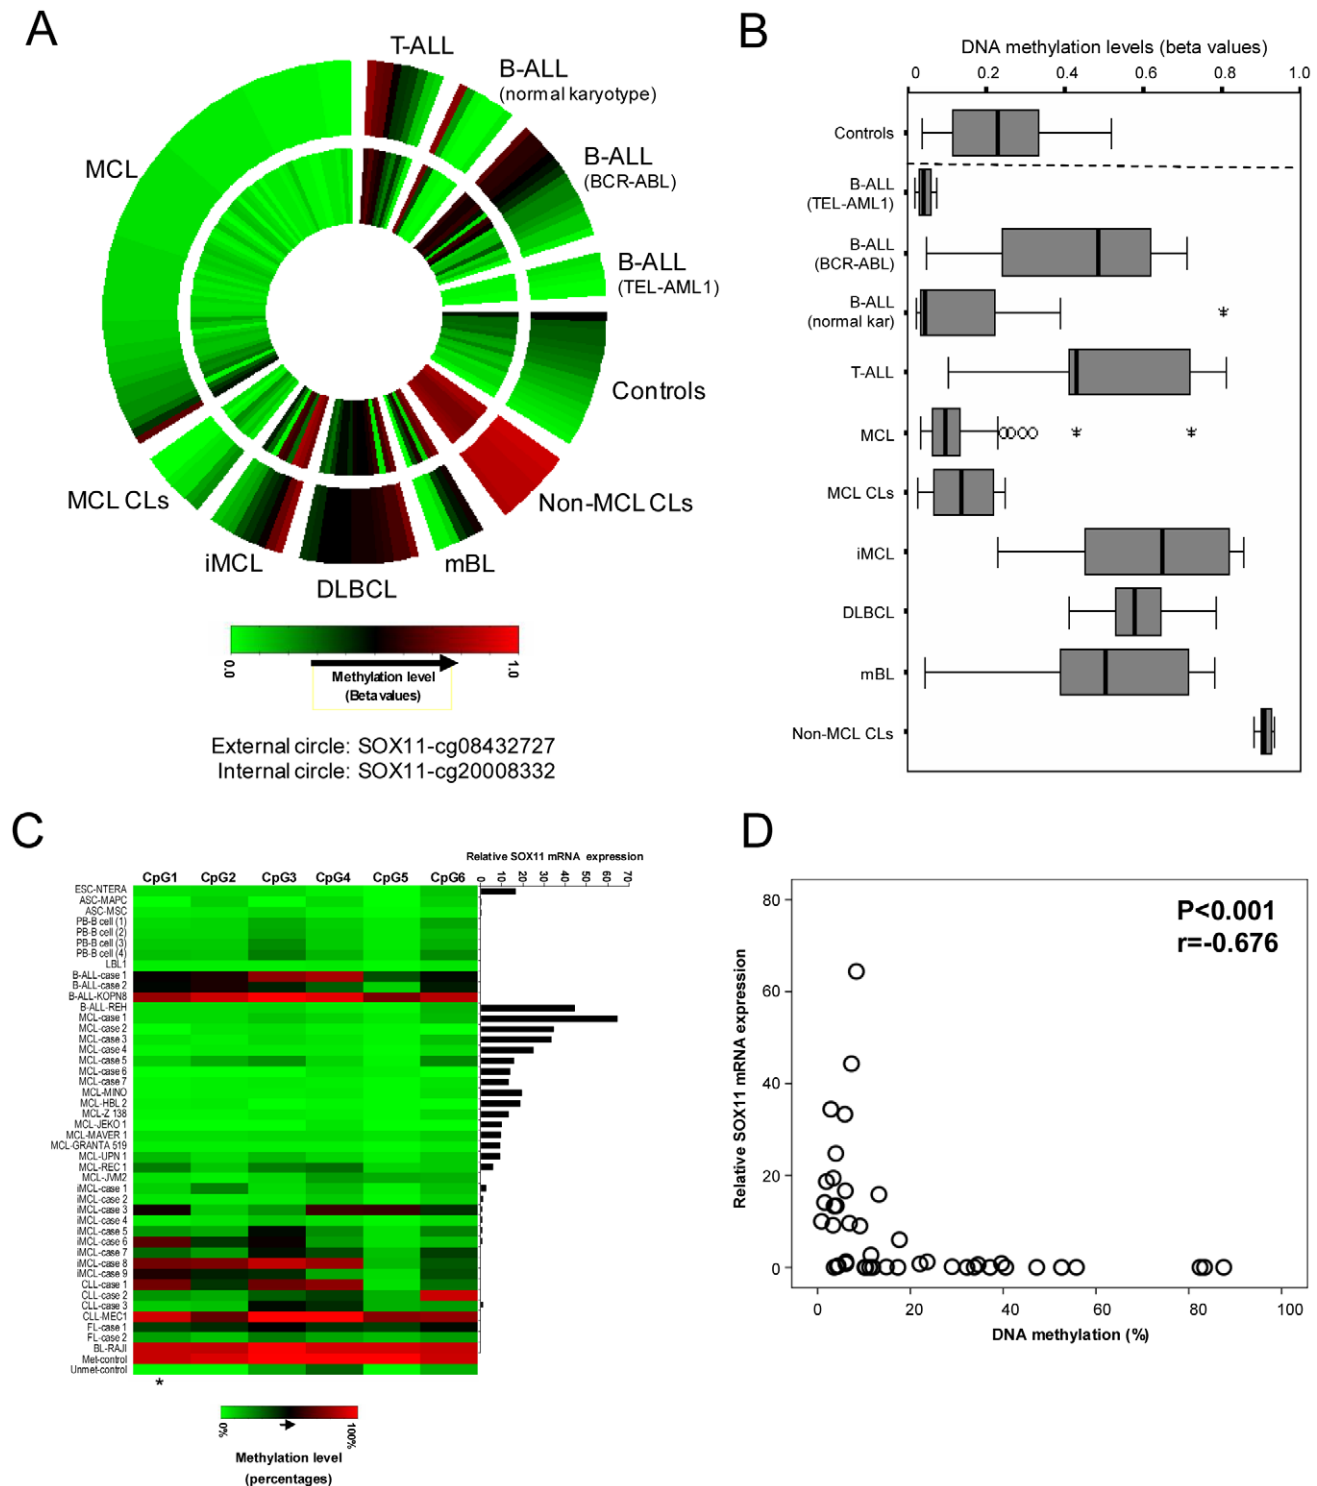 A
T-ALL
B-ALL
(normal karyotype)
B-ALL
(BCR-ABL)
B-ALL
(TEL-AML1)
Controls
Non-MCL CLs
mBL
DLBCL
iMCL
MCL CLs
MCL
0.0
1.0
Methylation level
(Beta values)
External circle: SOX11-cg08432727
Internal circle: SOX11-cg20008332
B
DNA methylation levels (beta values)
0 0.2 0.4 0.6 0.8 1.0
Controls
B-ALL
(TEL-AML1)
B-ALL
(BCR-ABL)
B-ALL
(normal kar)
T-ALL
MCL
MCL CLs
iMCL
DLBCL
mBL
Non-MCL CLs
C
Relative SOX11 mRNA expression
0 10 20 30 40 50 60 70
CpG1 CpG2 CpG3 CpG4 CpG5 CpG6
ESC-NTERA
ASC-MAPC
ASC-MSC
PB-B cell (1)
PB-B cell (2)
PB-B cell (3)
PB-B cell (4)
LBL1
B-ALL-case 1
B-ALL-case 2
B-ALL-KOPN8
B-ALL-REH
MCL-case 1
MCL-case 2
MCL-case 3
MCL-case 4
MCL-case 5
MCL-case 6
MCL-case 7
MCL-MINO
MCL-HBL 2
MCL-Z 138
MCL-JEKO 1
MCL-MAVER 1
MCL-GRANTA 519
MCL-UPN 1
MCL-REC 1
MCL-JVM2
iMCL-case 1
iMCL-case 2
iMCL-case 3
iMCL-case 4
iMCL-case 5
iMCL-case 6
iMCL-case 7
iMCL-case 8
iMCL-case 9
CLL-case 1
CLL-case 2
CLL-case 3
CLL-MEC1
FL-case 1
FL-case 2
BL-RAJI
Met-control
Unmet-control
*
0%
100%
Methylation level
(percentages)
D
P<0.001
r=-0.676
Relative SOX11 mRNA expression
80
60
40
20
0
0 20 40 60 80 100
DNA methylation (%)